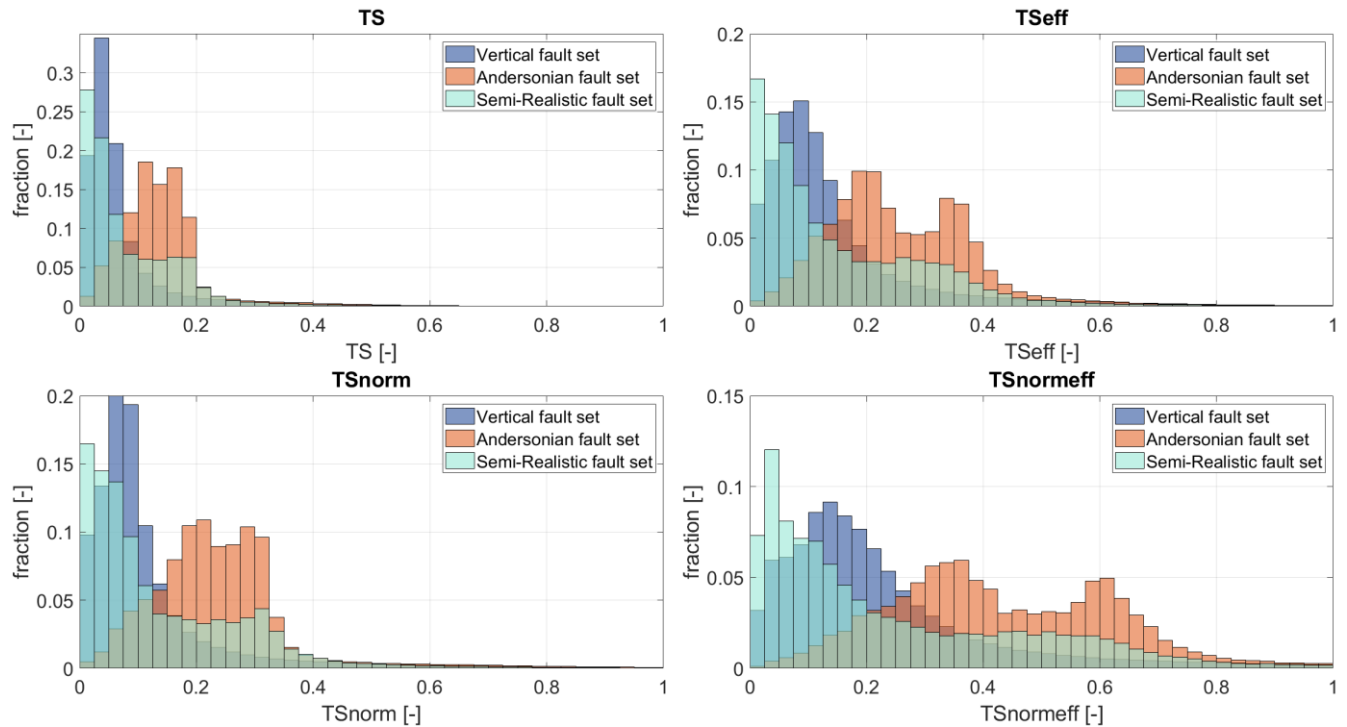 TS
fraction [-]
0.3
0.25
0.2
0.15
0.1
0.05
0
Vertical fault set
Andersonian fault set
Semi-Realistic fault set
0 0.2 0.4 0.6 0.8 1
TS [-]
TSeff
fraction [-]
0.2
0.15
0.1
0.05
0
Vertical fault set
Andersonian fault set
Semi-Realistic fault set
0 0.2 0.4 0.6 0.8 1
TSeff [-]
TSnorm
fraction [-]
0.2
0.15
0.1
0.05
0
Vertical fault set
Andersonian fault set
Semi-Realistic fault set
0 0.2 0.4 0.6 0.8 1
TSnorm [-]
TSnormeff
fraction [-]
0.15
0.1
0.05
0
Vertical fault set
Andersonian fault set
Semi-Realistic fault set
0 0.2 0.4 0.6 0.8 1
TSnormeff [-]